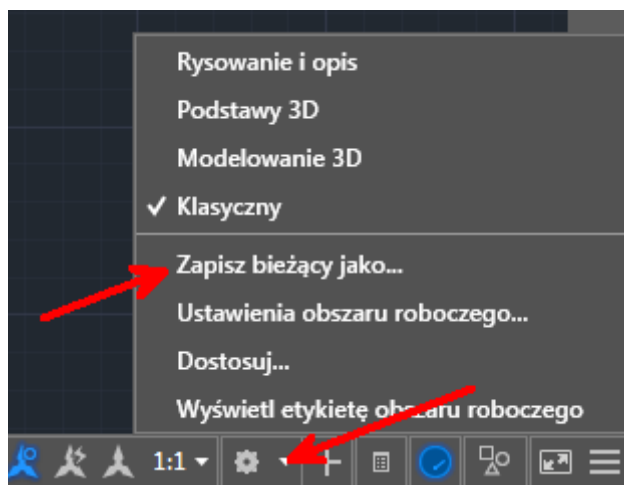 Rysowanie i opis
Podstawy 3D
Modelowanie 3D
Klasyczny
Zapisz bieżący jako...
Ustawienia obszaru roboczego...
Dostosuj...
Wyświetl etykietę obszaru roboczego
1:1